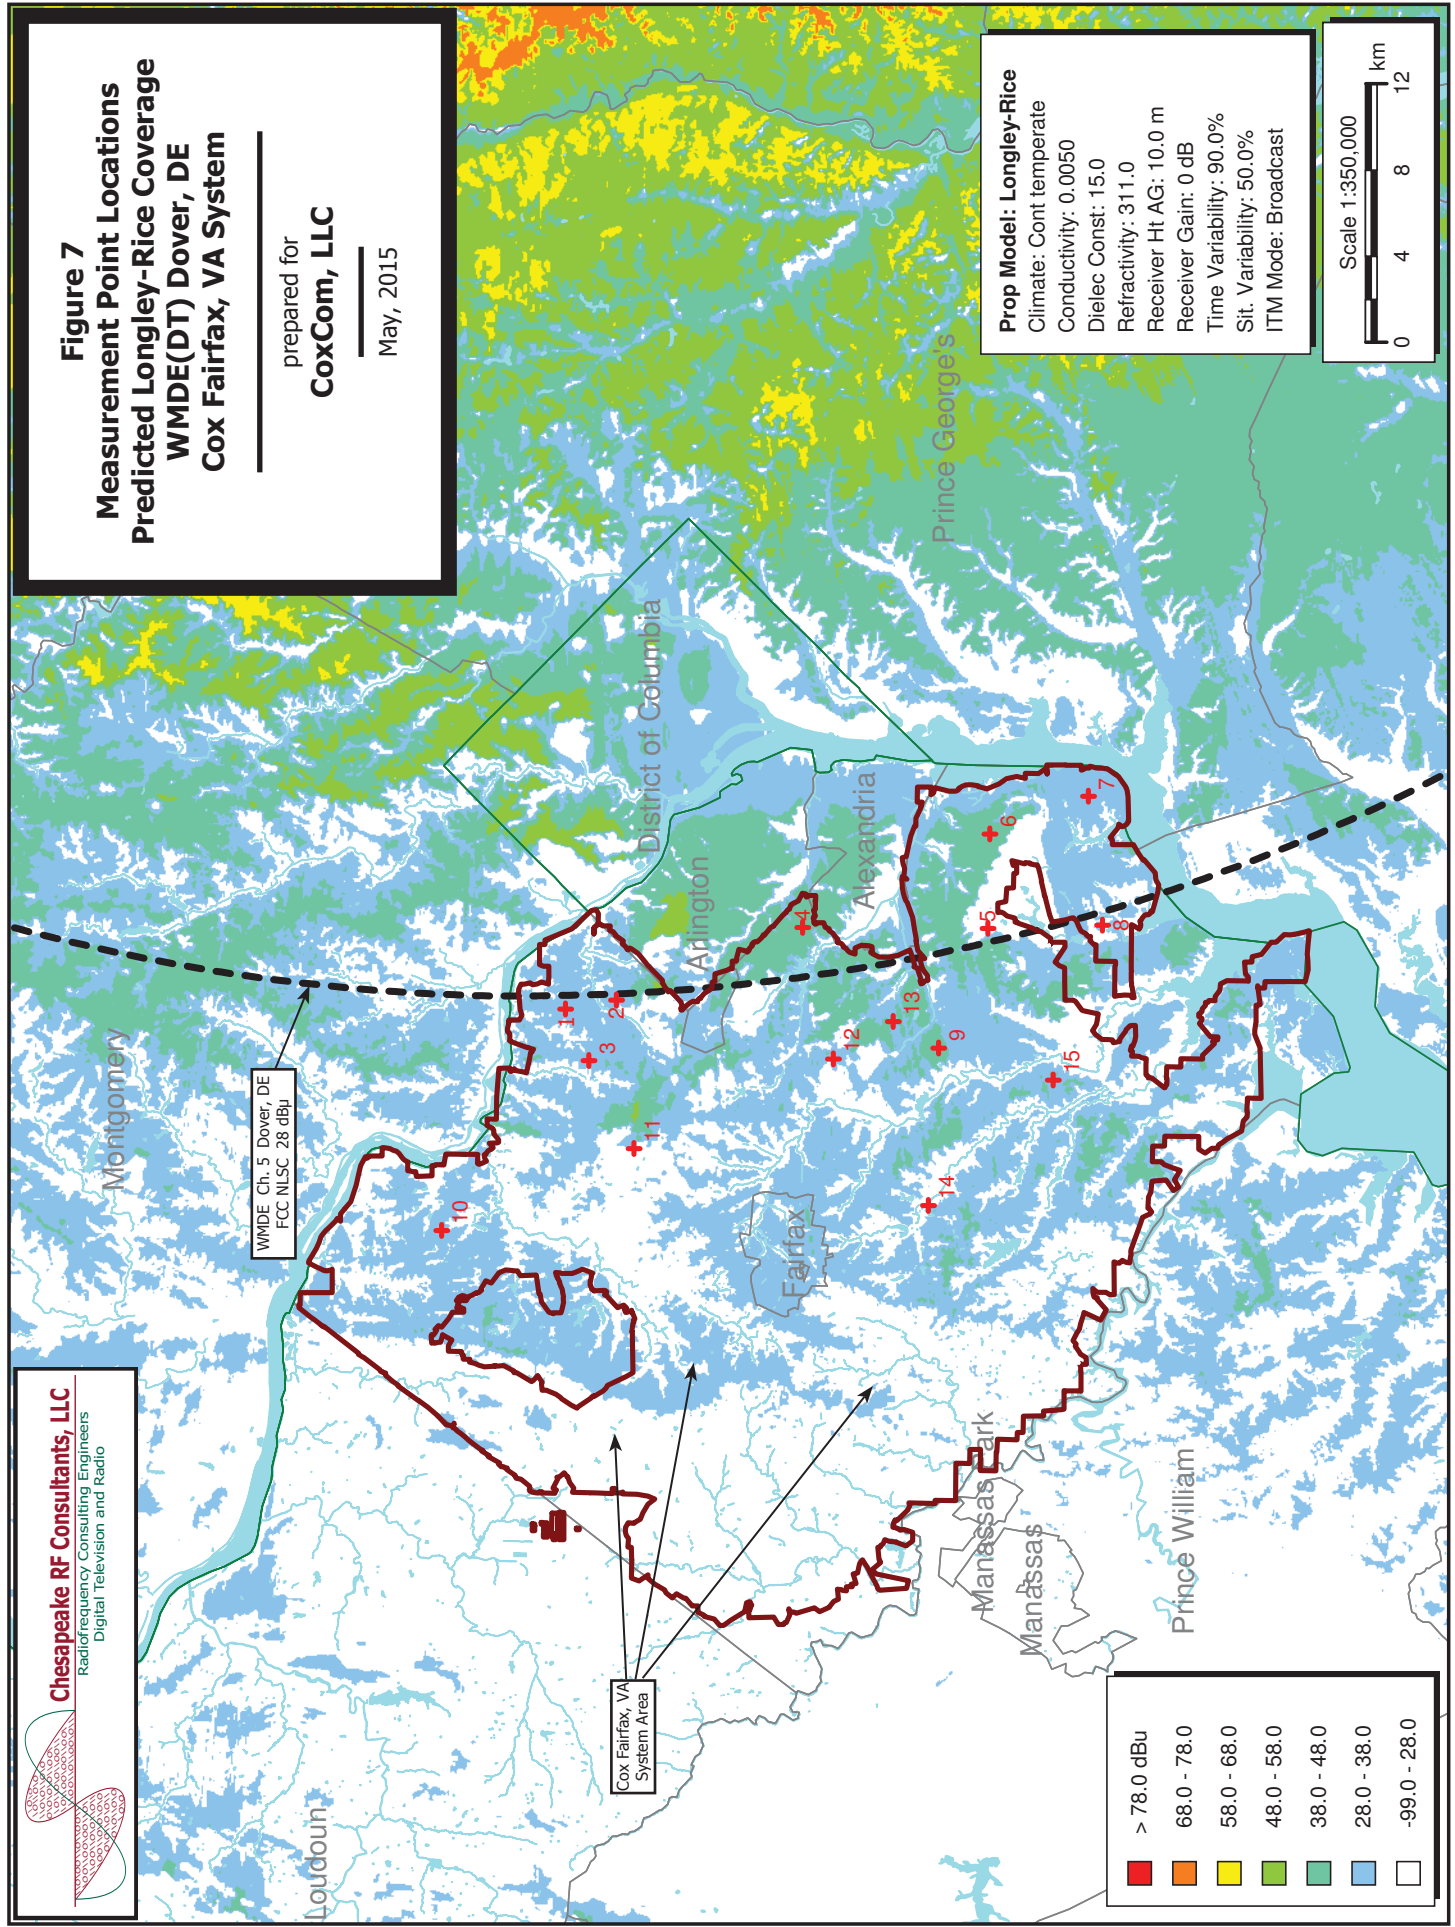 Chesapeake RF Consultants, LLC
Radiofrequency Consulting Engineers
Digital Television and Radio
Figure 7
Measurement Point Locations
Predicted Longley-Rice Coverage
WMDE(DT) Dover, DE
Cox Fairfax, VA System
prepared for
CoxCom, LLC
May, 2015
Montgomery
WMDE Ch. 5 Dover, DE
FCC NLSC 28 dBµ
Loudoun
District of Columbia
Arlington
Alexandria
Prince George's
Fairfax
Cox Fairfax, VA
System Area
Manassas Park
Manassas
Prince William
1
2
3
4
5
6
7
8
9
10
11
12
13
14
15
> 78.0 dBu
68.0 - 78.0
58.0 - 68.0
48.0 - 58.0
38.0 - 48.0
28.0 - 38.0
-99.0 - 28.0
Prop Model: Longley-Rice
Climate: Cont temperate
Conductivity: 0.0050
Dielec Const: 15.0
Refractivity: 311.0
Receiver Ht AG: 10.0 m
Receiver Gain: 0 dB
Time Variability: 90.0%
Sit. Variability: 50.0%
ITM Mode: Broadcast
Scale 1:350,000
0 4 8 12 km